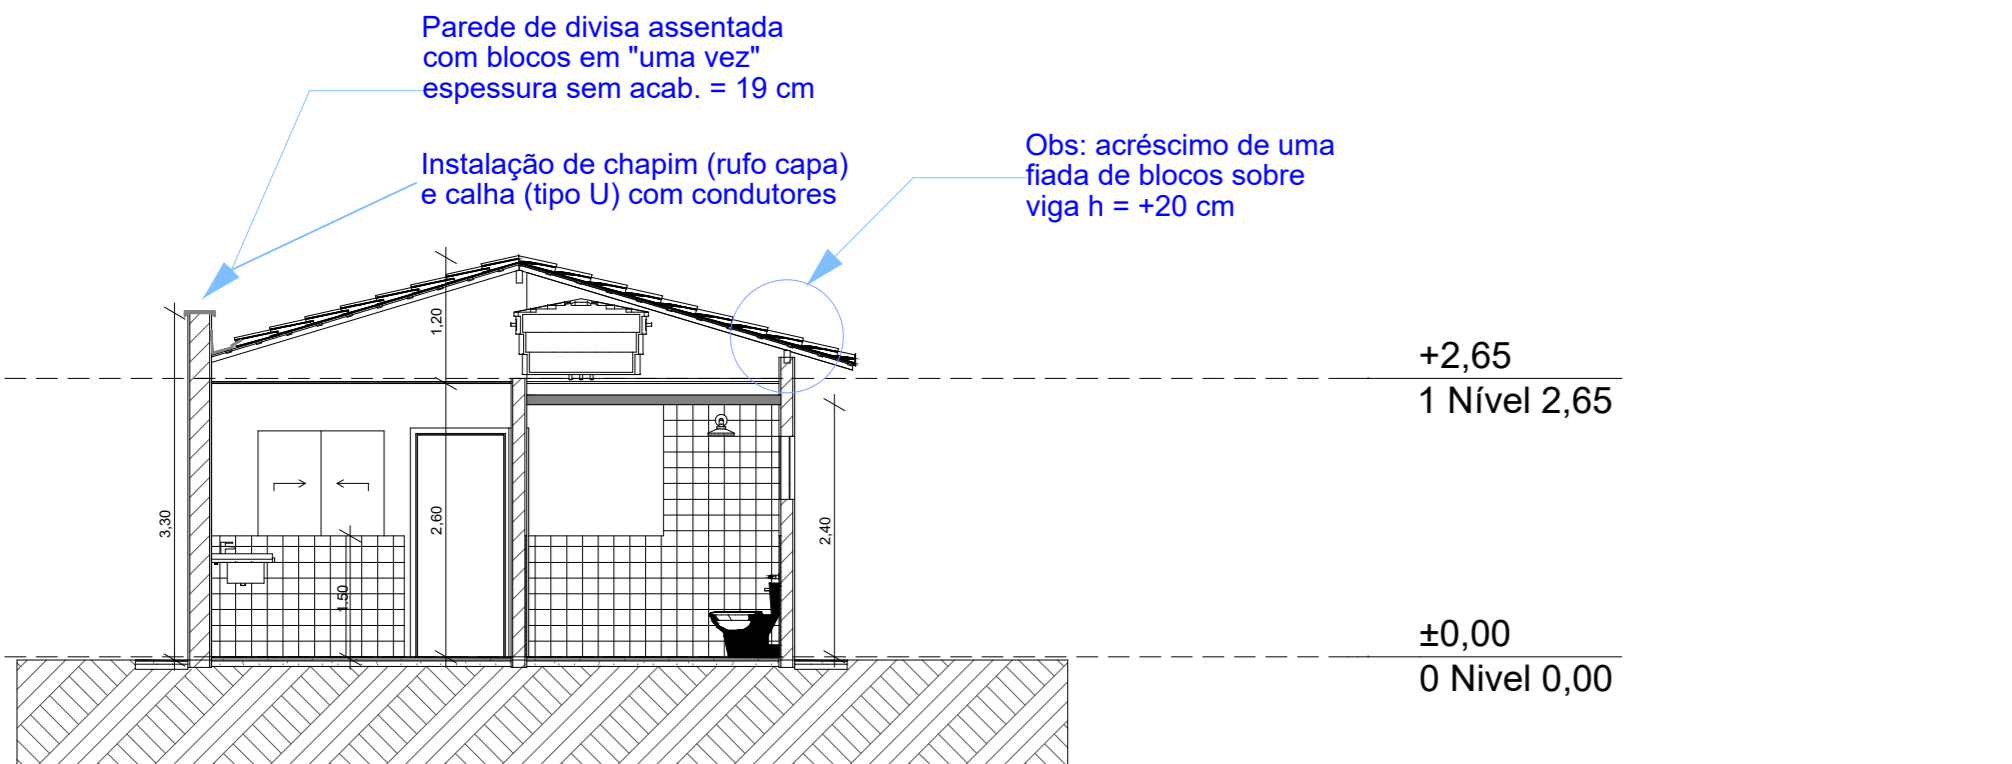 Parede de divisa assentada
com blocos em "uma vez"
espessura sem acab. = 19 cm
Instalação de chapim (rufo capa)
e calha (tipo U) com condutores
Obs: acréscimo de uma
fiada de blocos sobre
viga h = +20 cm
1,20
+2,65
1 Nível 2,65
3,30
2,60
2,40
1.50
±0,00
0 Nivel 0,00